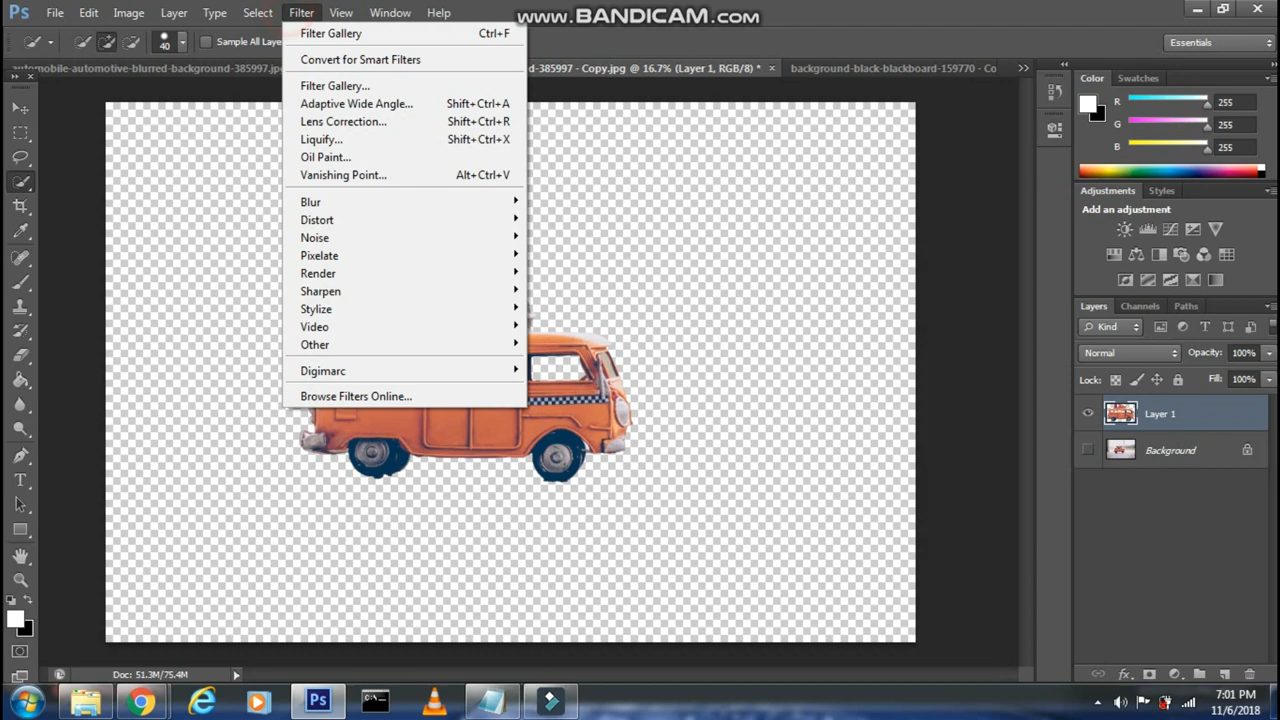 www.BANDICAM.com
Ps File Edit Image Layer Type Select Filter View Window Help
40 Sample All Laye
Essentials
automobile-automotive-blurred-background-385997.jpg
d-385997 - Copy.jpg @ 16.7% (Layer 1, RGB/8) * ×
background-black-blackboard-159770 - Co
Filter Gallery Ctrl+F
Convert for Smart Filters
Filter Gallery...
Adaptive Wide Angle... Shift+Ctrl+A
Lens Correction... Shift+Ctrl+R
Liquify... Shift+Ctrl+X
Oil Paint...
Vanishing Point... Alt+Ctrl+V
Blur
Distort
Noise
Pixelate
Render
Sharpen
Stylize
Video
Other
Digimarc
Browse Filters Online...
Color Swatches
R 255
G 255
B 255
Adjustments Styles
Add an adjustment
Layers Channels Paths
Kind
Normal Opacity: 100%
Lock: Fill: 100%
Layer 1
Background
Doc: 51.3M/75.4M
Ps
7:01 PM
11/6/2018